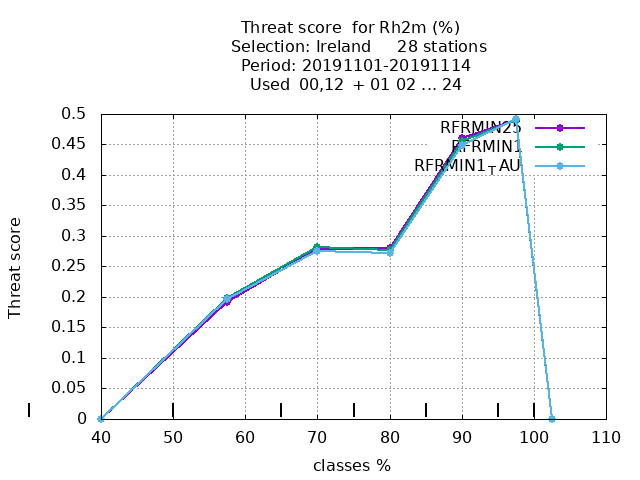 Threat score  for Rh2m (%)
Selection: Ireland     28 stations
Period: 20191101-20191114
Used  00,12  + 01 02 ... 24
RFRMIN25
RFRMIN1
RFRMIN1TAU
Threat score
0.5
0.45
0.4
0.35
0.3
0.25
0.2
0.15
0.1
0.05
0
40 50 60 70 80 90 100 110
classes %